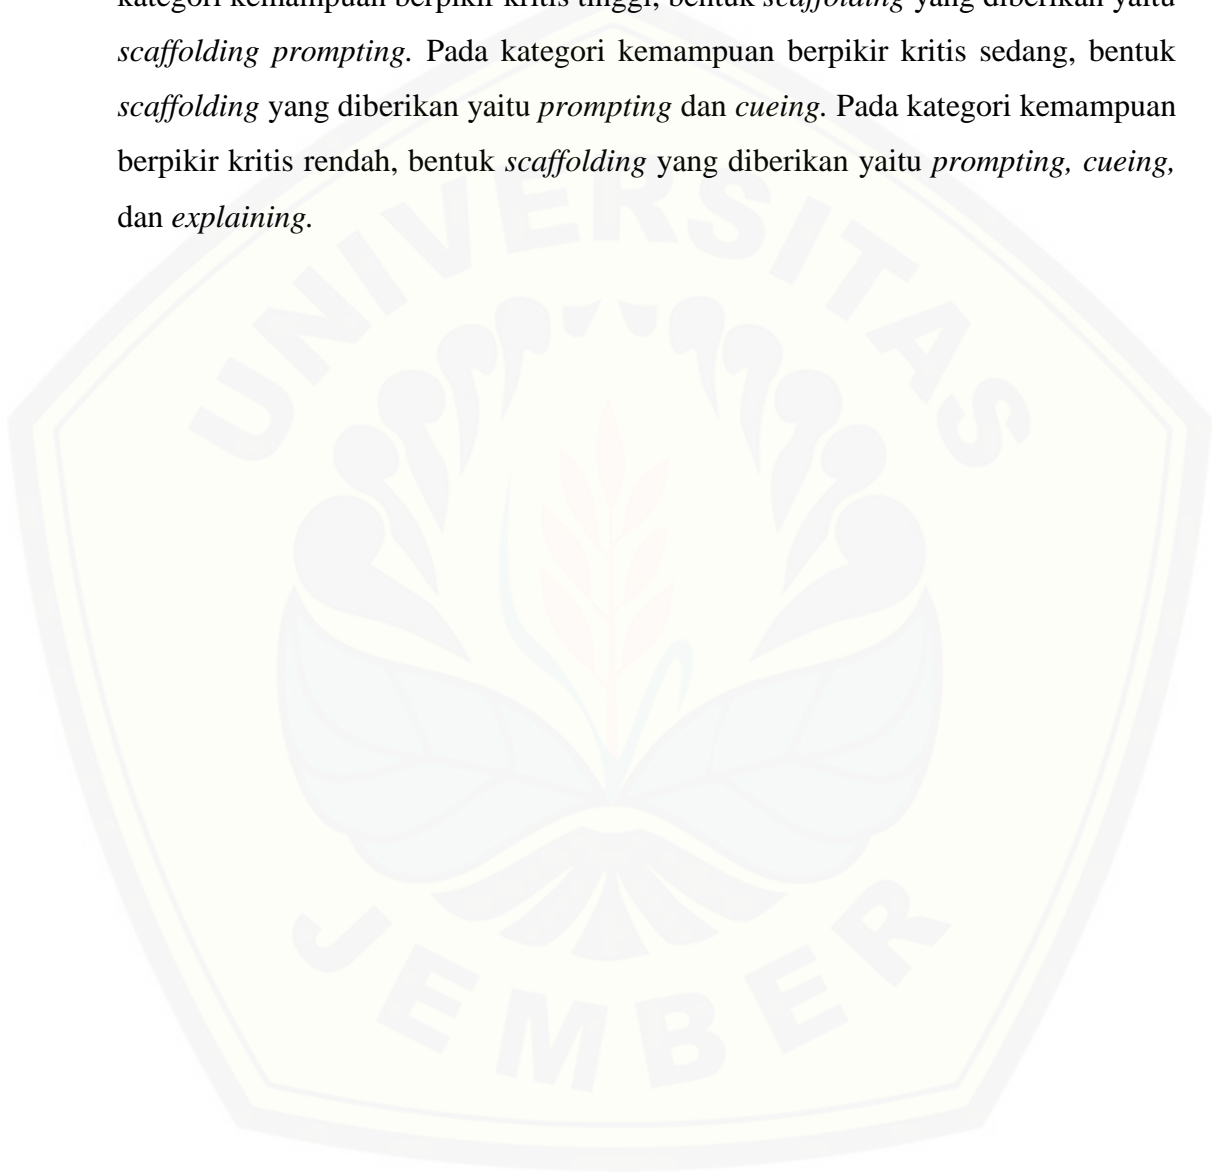 kategori kemampuan berpikir kritis tinggi, bentuk scaffolding yang diberikan yaitu
scaffolding prompting. Pada kategori kemampuan berpikir kritis sedang, bentuk
scaffolding yang diberikan yaitu prompting dan cueing. Pada kategori kemampuan
berpikir kritis rendah, bentuk scaffolding yang diberikan yaitu prompting, cueing,
dan explaining.
UNIVERSITAS
JEMBER